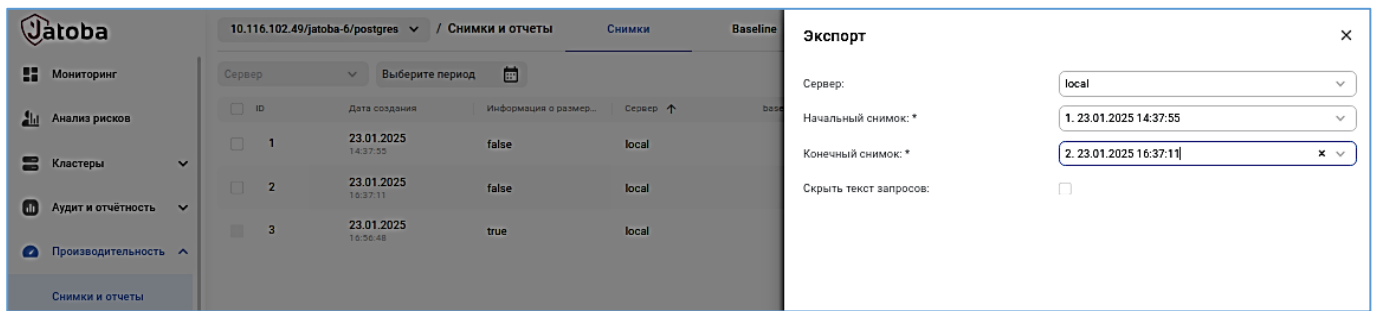 Jatoba
10.116.102.49/jatoba-6/postgres / Снимки и отчеты Снимки Baseline
Экспорт
Мониторинг
Сервер Выберите период
Сервер: local
ID Дата создания Информация о размер... Сервер base
Анализ рисков
Начальный снимок: * 1. 23.01.2025 14:37:55
1 23.01.2025 false local
14:37:55
Конечный снимок: * 2. 23.01.2025 16:37:11
Кластеры
2 23.01.2025 false local
16:37:11
Скрыть текст запросов:
Аудит и отчётность
3 23.01.2025 true local
16:56:48
Производительность
Снимки и отчеты